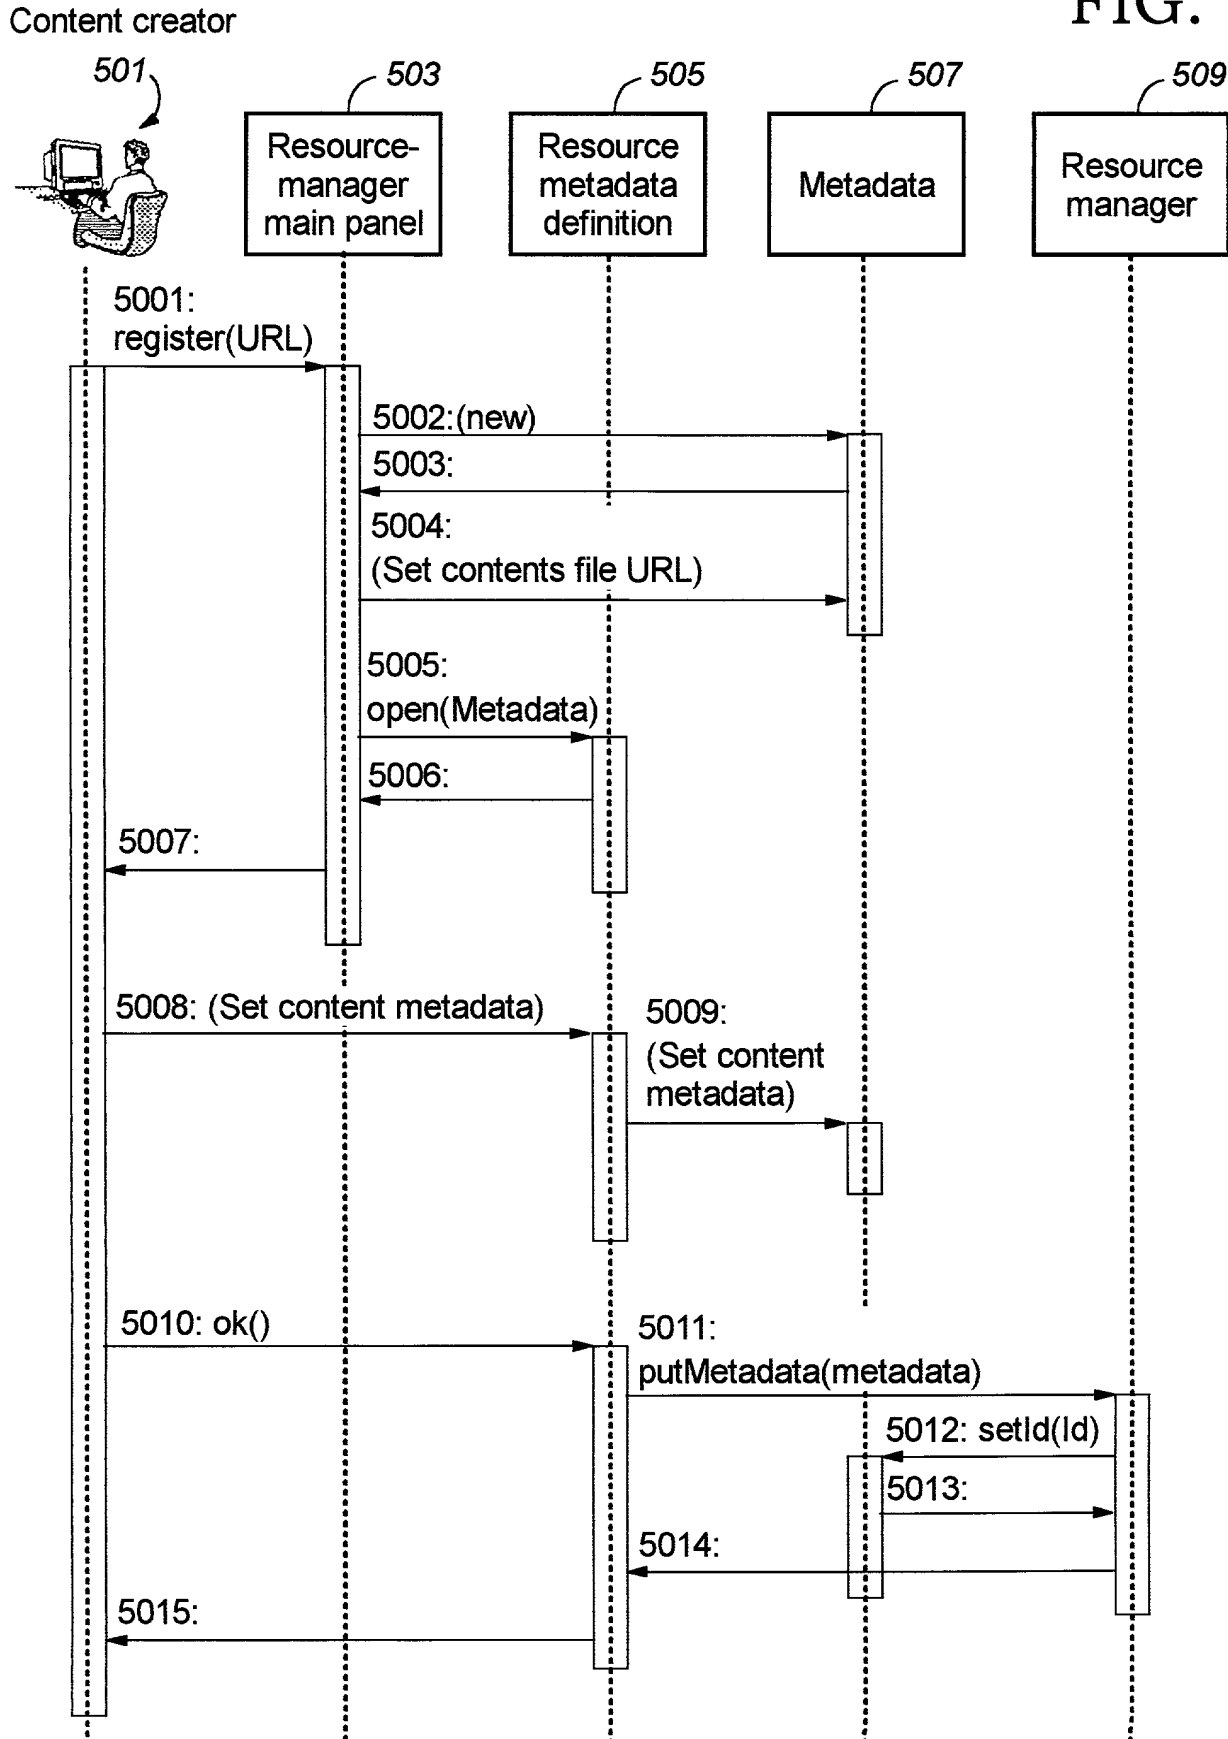 FIG.
Content creator
501
503
505
507
509
Resource-
manager
main panel
Resource
metadata
definition
Metadata
Resource
manager
5001:
register(URL)
5002:(new)
5003:
5004:
(Set contents file URL)
5005:
open(Metadata)
5006:
5007:
5008: (Set content metadata)
5009:
(Set content
metadata)
5010: ok()
5011:
putMetadata(metadata)
5012: setId(Id)
5013:
5014:
5015: